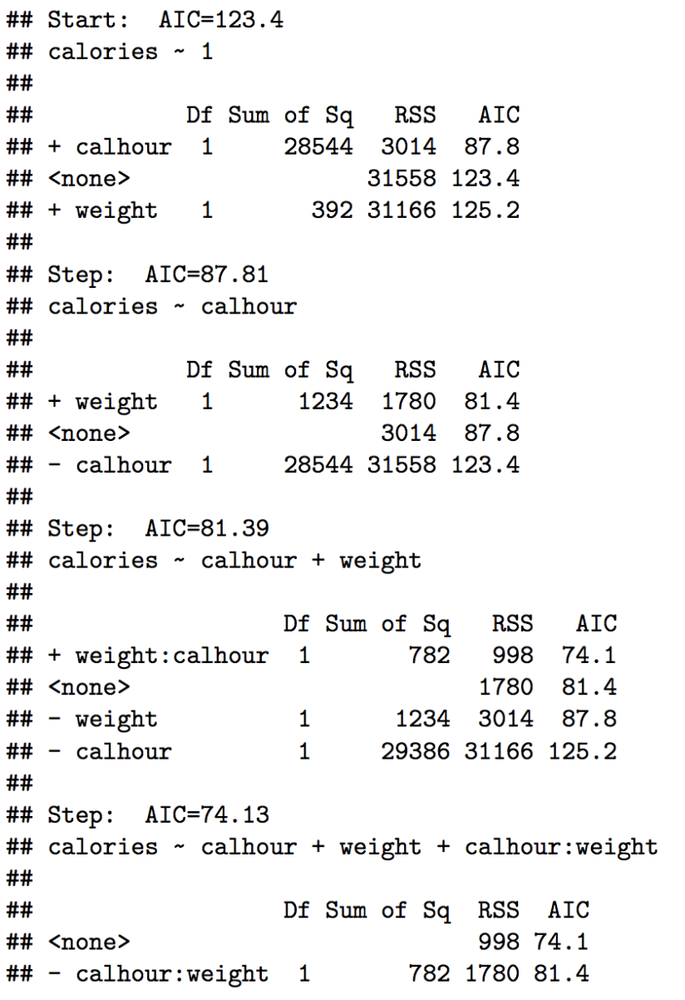 ## Start:  AIC=123.4
## calories ~ 1
##
##           Df Sum of Sq   RSS   AIC
## + calhour  1     28544  3014  87.8
## <none>                 31558 123.4
## + weight   1       392 31166 125.2
##
## Step:  AIC=87.81
## calories ~ calhour
##
##           Df Sum of Sq   RSS   AIC
## + weight   1      1234  1780  81.4
## <none>                  3014  87.8
## - calhour  1     28544 31558 123.4
##
## Step:  AIC=81.39
## calories ~ calhour + weight
##
##                  Df Sum of Sq   RSS   AIC
## + weight:calhour  1       782   998  74.1
## <none>                         1780  81.4
## - weight          1      1234  3014  87.8
## - calhour         1     29386 31166 125.2
##
## Step:  AIC=74.13
## calories ~ calhour + weight + calhour:weight
##
##                  Df Sum of Sq  RSS  AIC
## <none>                         998 74.1
## - calhour:weight  1       782 1780 81.4